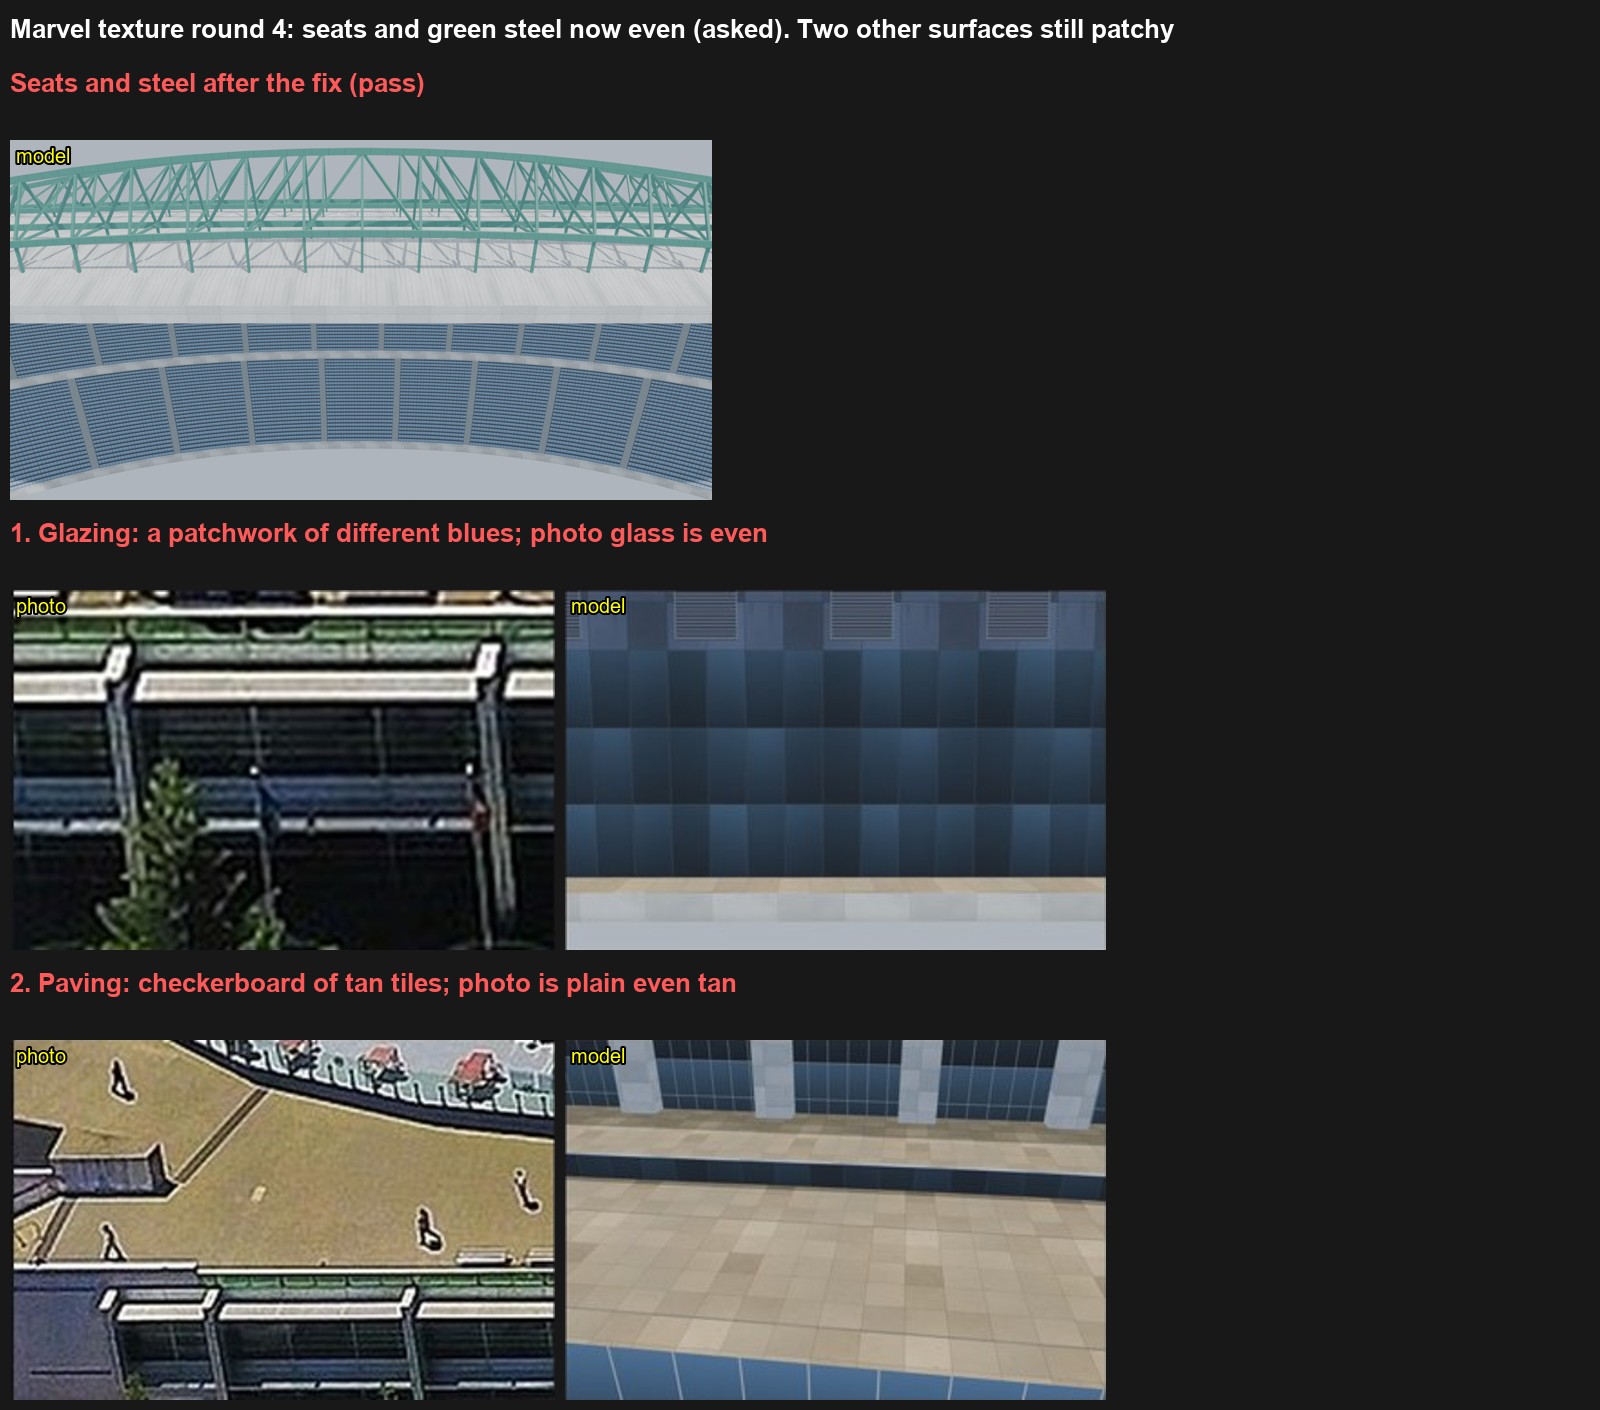 Marvel texture round 4: seats and green steel now even (asked). Two other surfaces still patchy
Seats and steel after the fix (pass)
model
1. Glazing: a patchwork of different blues; photo glass is even
photo
model
2. Paving: checkerboard of tan tiles; photo is plain even tan
photo
model